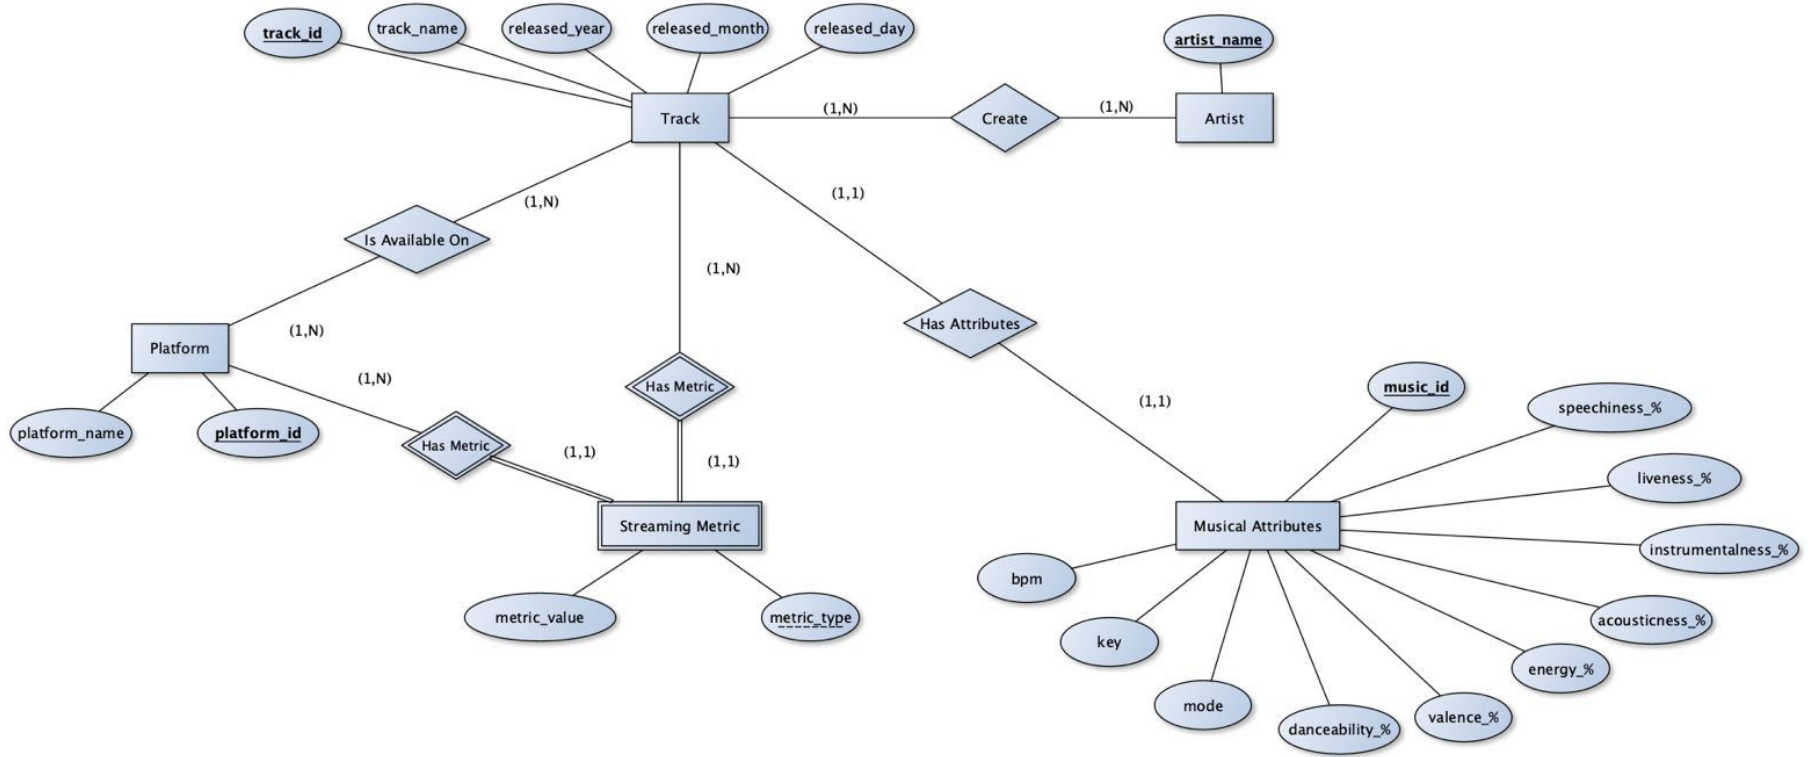 track_id
track_name
released_year
released_month
released_day
artist_name
Track
(1,N)
Create
(1,N)
Artist
(1,N)
(1,1)
Is Available On
(1,N)
(1,N)
Has Attributes
Platform
(1,N)
Has Metric
(1,1)
music_id
speechiness_%
platform_name
platform_id
Has Metric
(1,1)
(1,1)
liveness_%
Streaming Metric
Musical Attributes
instrumentalness_%
bpm
metric_value
metric_type
acousticness_%
key
energy_%
mode
valence_%
danceability_%